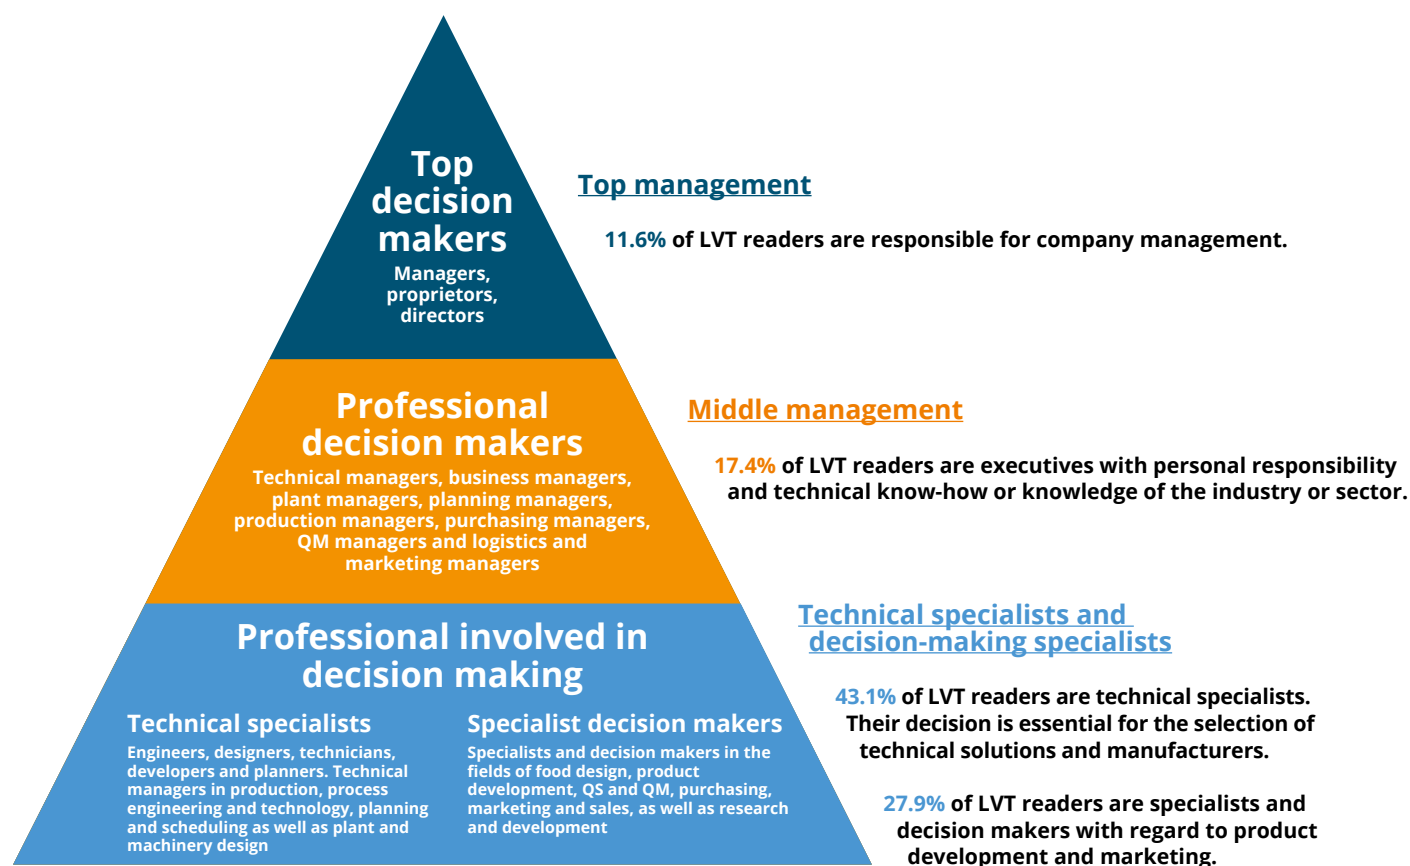 Top
decision
makers
Managers,
proprietors,
directors
Top management
11.6% of LVT readers are responsible for company management.
Professional
decision makers
Technical managers, business managers,
plant managers, planning managers,
production managers, purchasing managers,
QM managers and logistics and
marketing managers
Middle management
17.4% of LVT readers are executives with personal responsibility
and technical know-how or knowledge of the industry or sector.
Professional involved in
decision making
Technical specialists
Engineers, designers, technicians,
developers and planners. Technical
managers in production, process
engineering and technology, planning
and scheduling as well as plant and
machinery design
Specialist decision makers
Specialists and decision makers in the
fields of food design, product
development, QS and QM, purchasing,
marketing and sales, as well as research
and development
Technical specialists and
decision-making specialists
43.1% of LVT readers are technical specialists.
Their decision is essential for the selection of
technical solutions and manufacturers.
27.9% of LVT readers are specialists and
decision makers with regard to product
development and marketing.